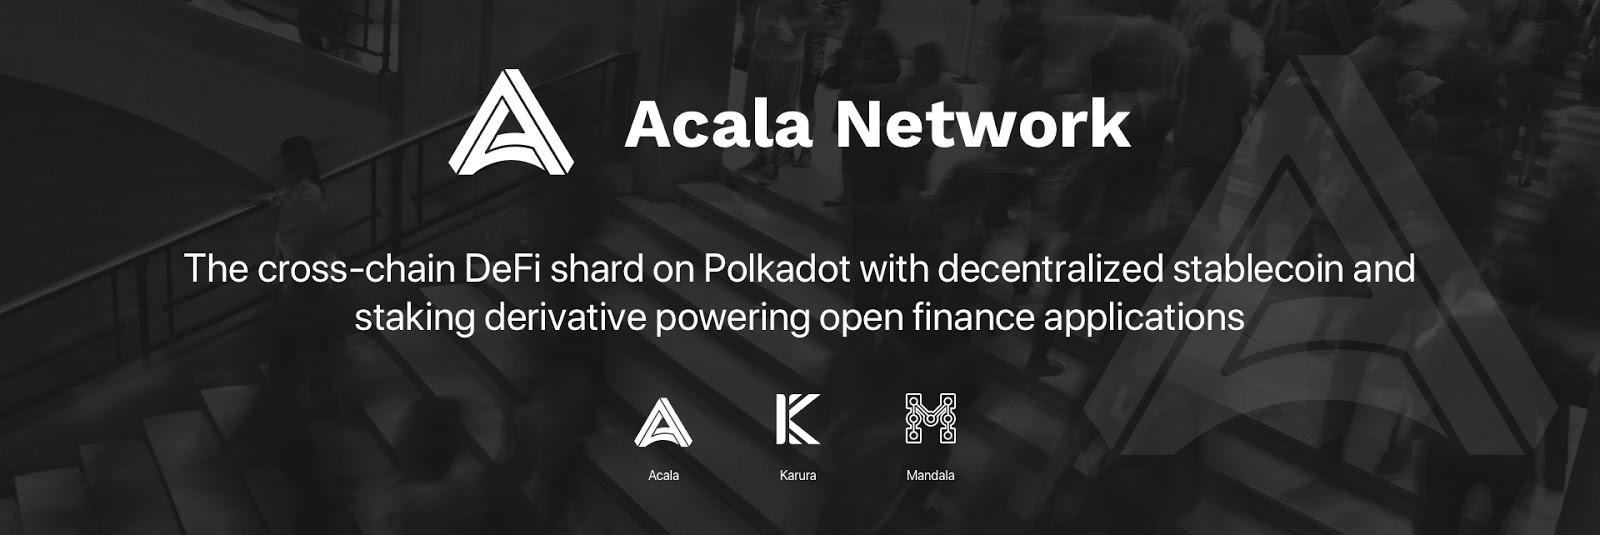 Acala Network
The cross-chain DeFi shard on Polkadot with decentralized stablecoin and
staking derivative powering open finance applications
Acala
Karura
Mandala